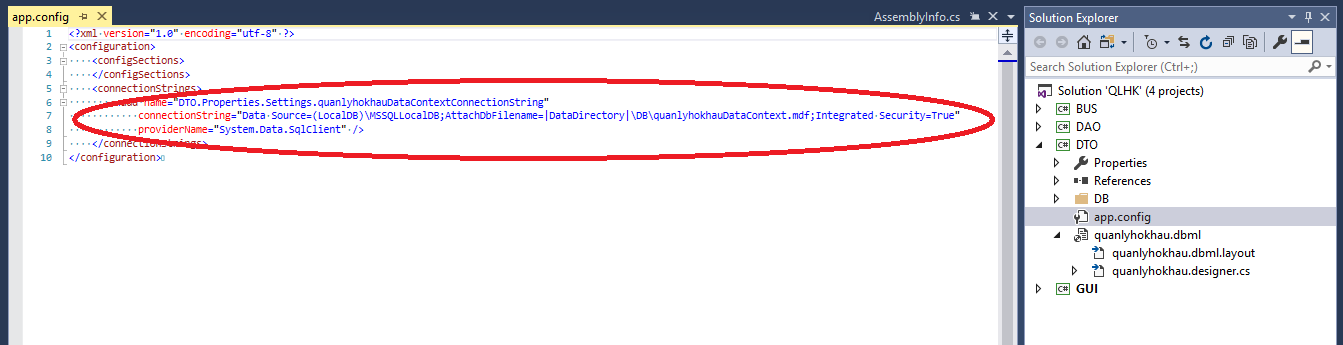 app.config
AssemblyInfo.cs
1 <?xml version="1.0" encoding="utf-8" ?>
2 <configuration>
3 <configSections>
4 </configSections>
5 <connectionStrings>
6 name="DTO.Properties.Settings.quanlyhokhauDataContextConnectionString"
7 connectionString="Data Source=(LocalDB)\MSSQLLocalDB;AttachDbFilename=|DataDirectory|\DB\quanlyhokhauDataContext.mdf;Integrated Security=True"
8 providerName="System.Data.SqlClient" />
9 </connectionStrings>
10 </configuration>
Solution Explorer
Search Solution Explorer (Ctrl+;)
Solution 'QLHK' (4 projects)
C# BUS
C# DAO
C# DTO
Properties
References
DB
app.config
quanlyhokhau.dbml
quanlyhokhau.dbml.layout
quanlyhokhau.designer.cs
C# GUI